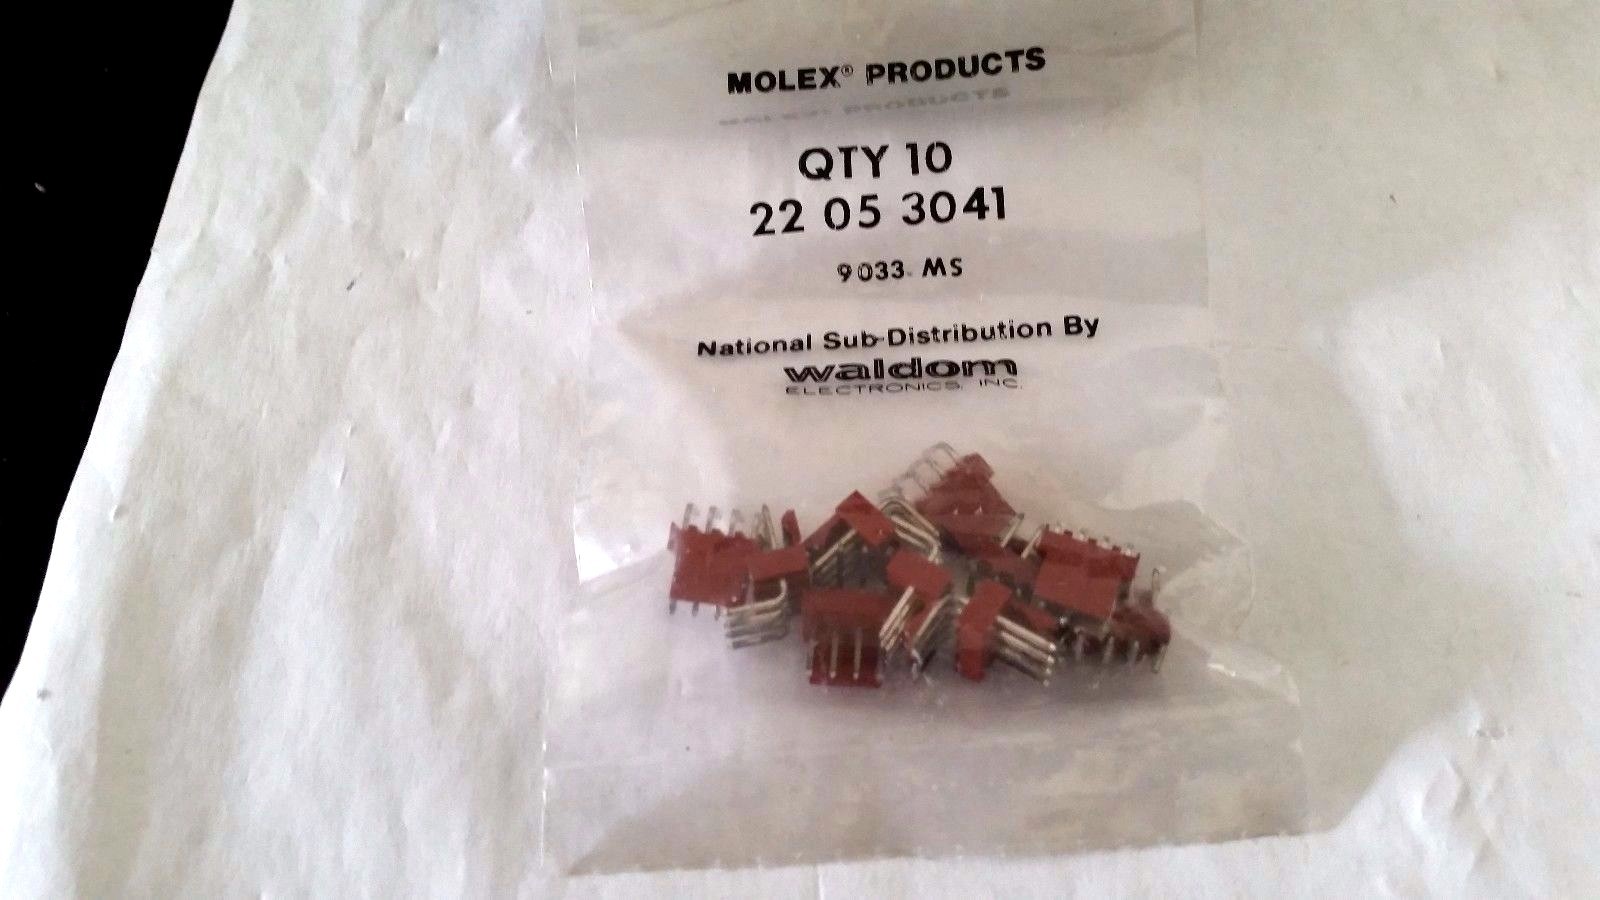 MOLEX® PRODUCTS
QTY 10
22 05 3041
9033 MS
National Sub-Distribution By
waldom
ELECTRONICS, INC.